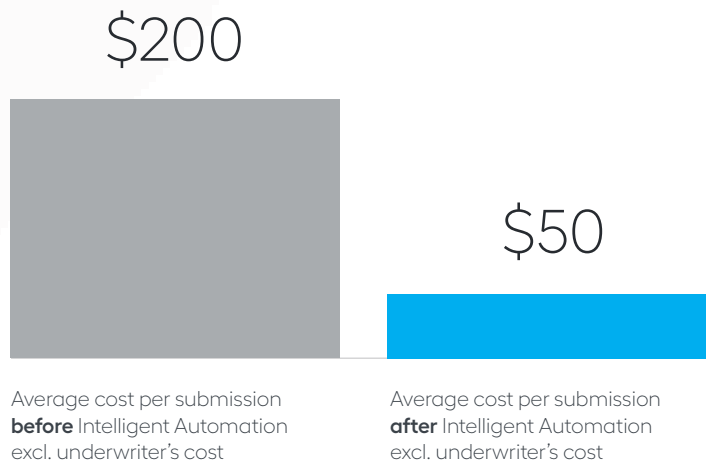 $200
$50
Average cost per submission
before Intelligent Automation
excl. underwriter’s cost
Average cost per submission
after Intelligent Automation
excl. underwriter’s cost